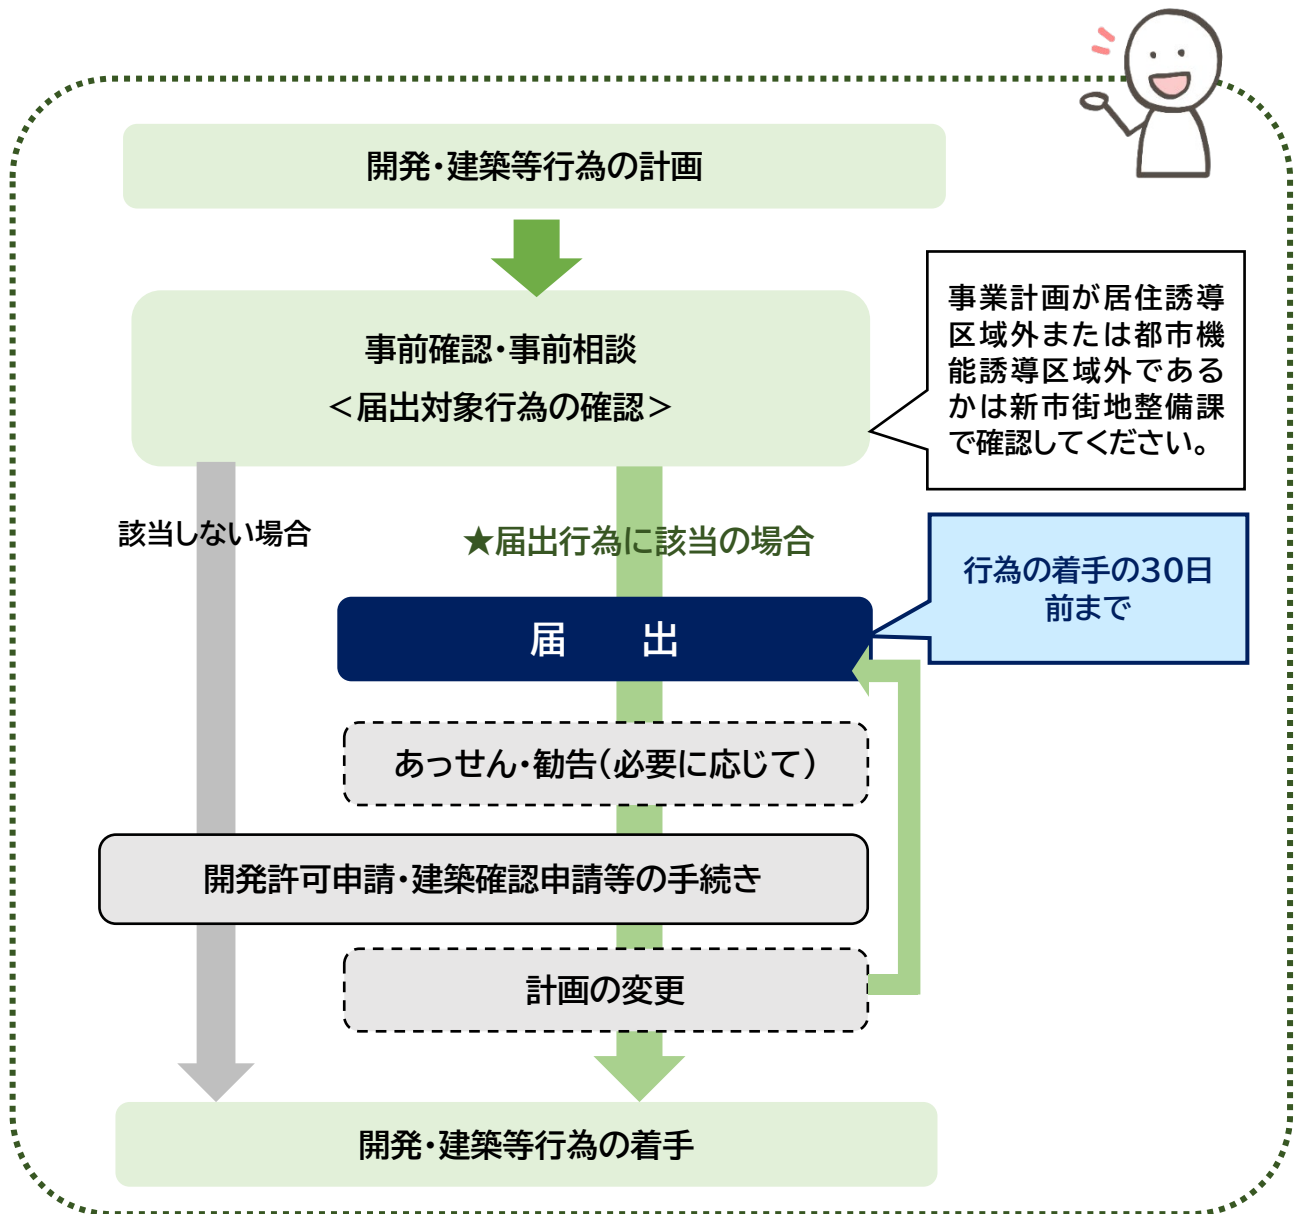 開発・建築等行為の計画
事前確認・事前相談
＜届出対象行為の確認＞
事業計画が居住誘導
区域外または都市機
能誘導区域外である
かは新市街地整備課
で確認してください。
該当しない場合
★届出行為に該当の場合
行為の着手の30日
前まで
届　出
あっせん・勧告（必要に応じて）
開発許可申請・建築確認申請等の手続き
計画の変更
開発・建築等行為の着手